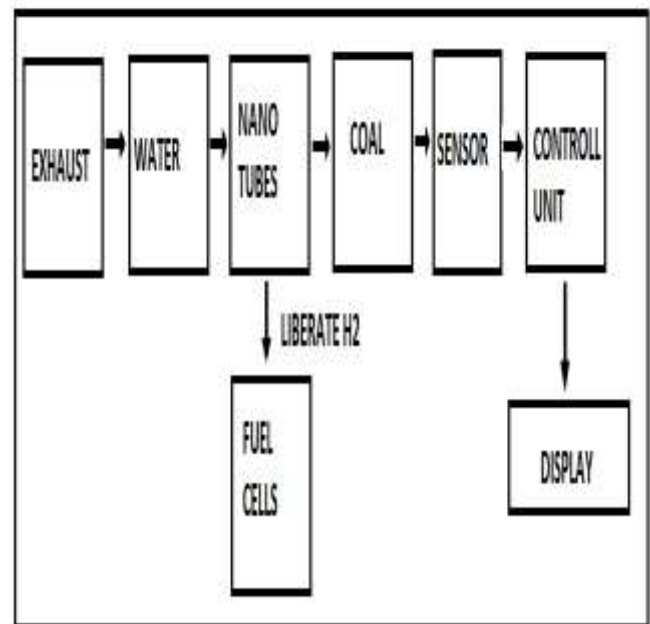 EXHAUST
WATER
NANO
TUBES
COAL
SENSOR
CONTROLL
UNIT
LIBERATE H2
FUEL
CELLS
DISPLAY